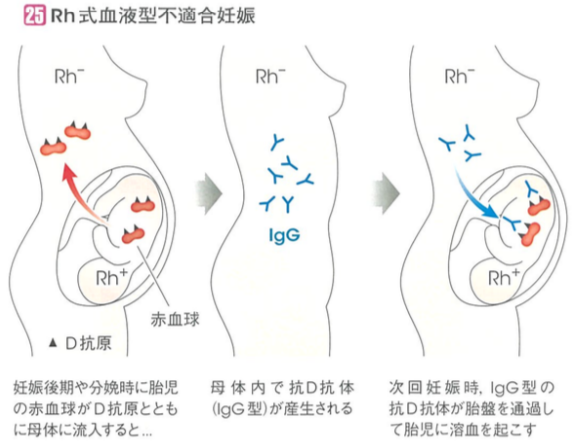 25 Rh式血液型不適合妊娠
Rh⁻
Rh⁺
赤血球
▲ D抗原
妊娠後期や分娩時に胎児
の赤血球がD抗原ととも
に母体に流入すると…
Rh⁻
IgG
母体内で抗D抗体
(IgG型)が産生される
Rh⁻
Rh⁺
次回妊娠時, IgG型の
抗D抗体が胎盤を通過し
て胎児に溶血を起こす